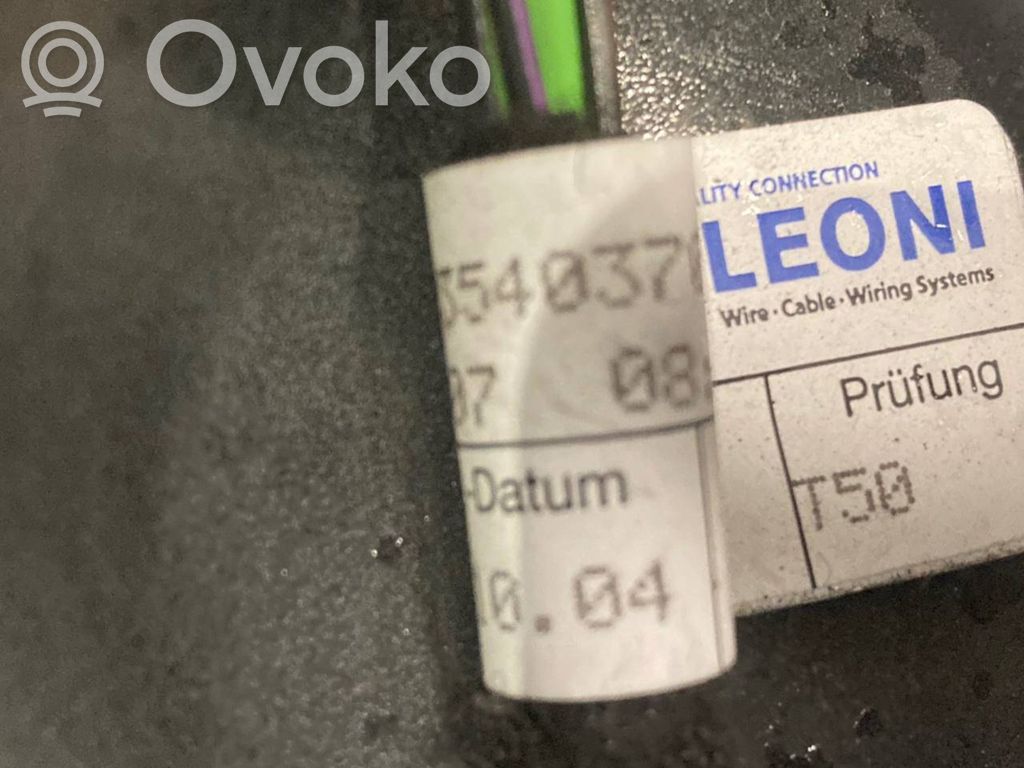 Ovoko
LITY CONNECTION
LEONI
Wire · Cable · Wiring Systems
354037
07 08
Prüfung
-Datum
T50
10.04